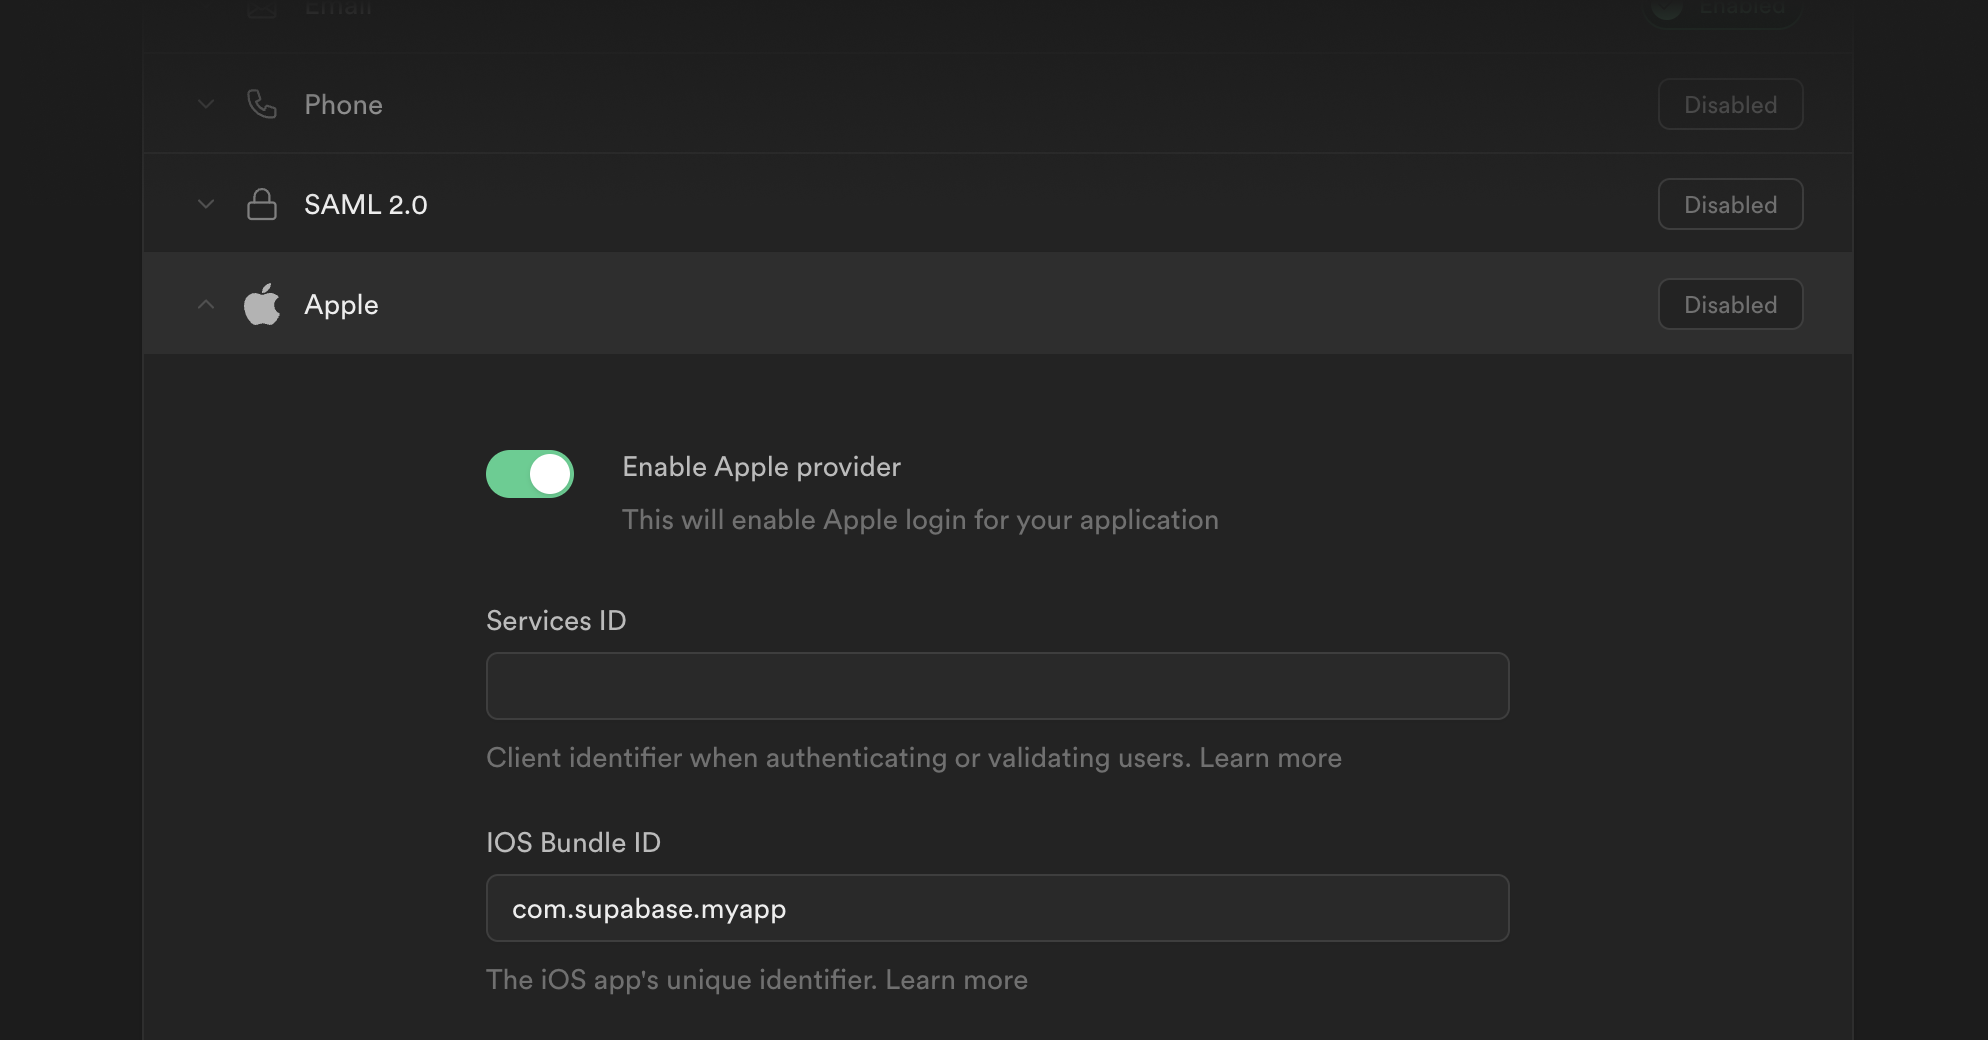 Email
Enabled
Phone
Disabled
SAML 2.0
Disabled
Apple
Disabled
Enable Apple provider
This will enable Apple login for your application
Services ID
Client identifier when authenticating or validating users. Learn more
IOS Bundle ID
com.supabase.myapp
The iOS app's unique identifier. Learn more